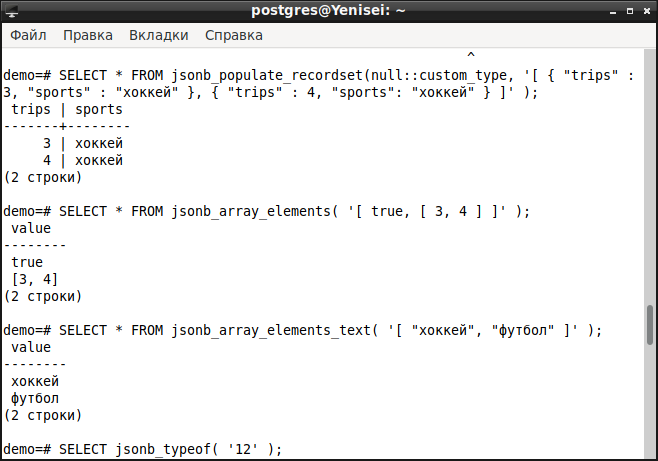 postgres@Yenisei: ~
Файл Правка Вкладки Справка
^
demo=# SELECT * FROM jsonb_populate_recordset(null::custom_type, '[ { "trips" :
3, "sports" : "хоккей" }, { "trips" : 4, "sports": "хоккей" } ]' );
trips | sports
-------+--------
3 | хоккей
4 | хоккей
(2 строки)
demo=# SELECT * FROM jsonb_array_elements( '[ true, [ 3, 4 ] ]' );
value
--------
true
[3, 4]
(2 строки)
demo=# SELECT * FROM jsonb_array_elements_text( '[ "хоккей", "футбол" ]' );
value
--------
хоккей
футбол
(2 строки)
demo=# SELECT jsonb_typeof( '12' );